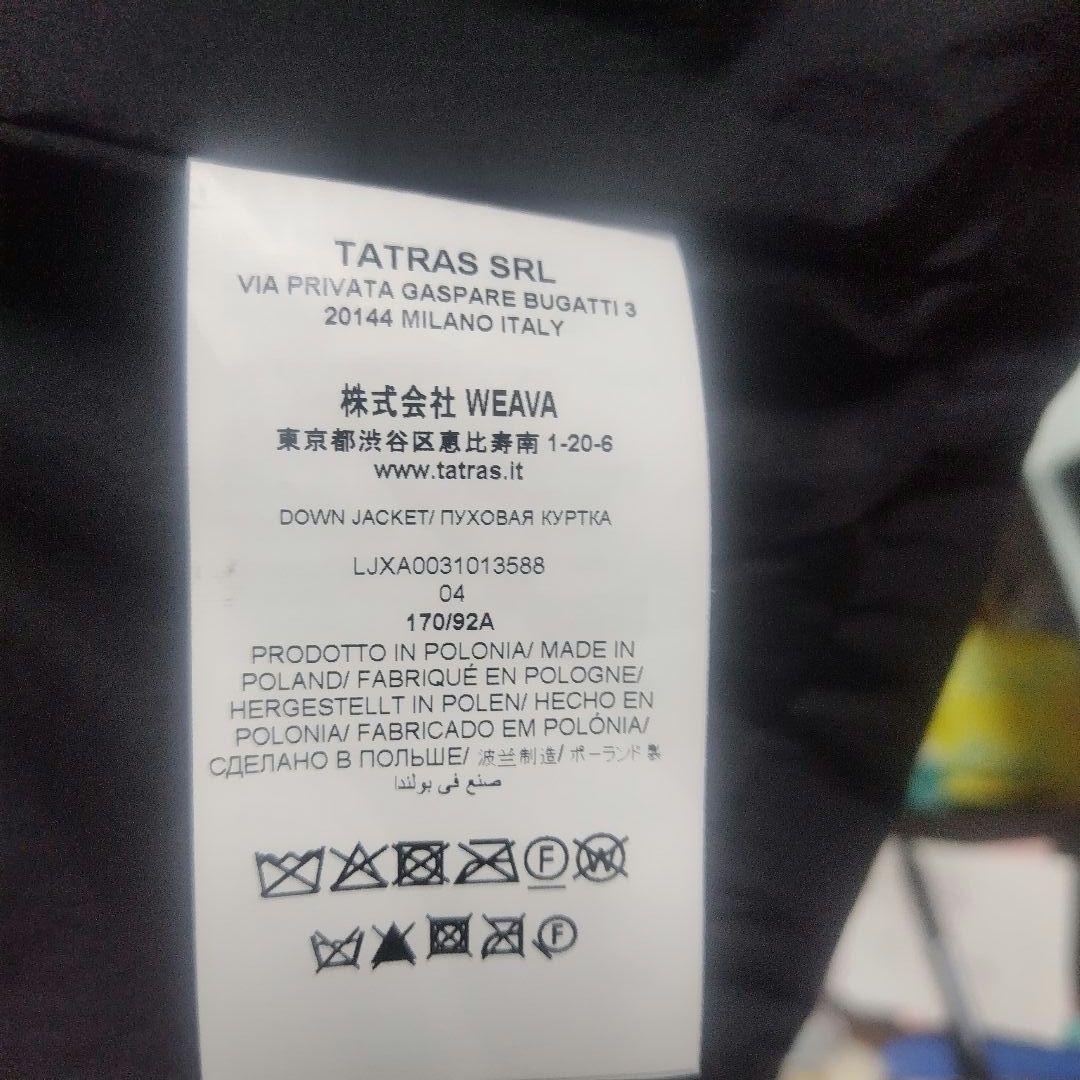 TATRAS SRL
VIA PRIVATA GASPARE BUGATTI 3
20144 MILANO ITALY
株式会社 WEAVA
東京都渋谷区恵比寿南 1-20-6
www.tatras.it
DOWN JACKET/ ПУХОВАЯ КУРТКА
LJXA0031013588
04
170/92A
PRODOTTO IN POLONIA/ MADE IN
POLAND/ FABRIQUÉ EN POLOGNE/
HERGESTELLT IN POLEN/ HECHO EN
POLONIA/ FABRICADO EM POLÓNIA/
СДЕЛАНО В ПОЛЬШЕ/ 波兰制造/ ポーランド 製
صنع في بولندا
F W
F